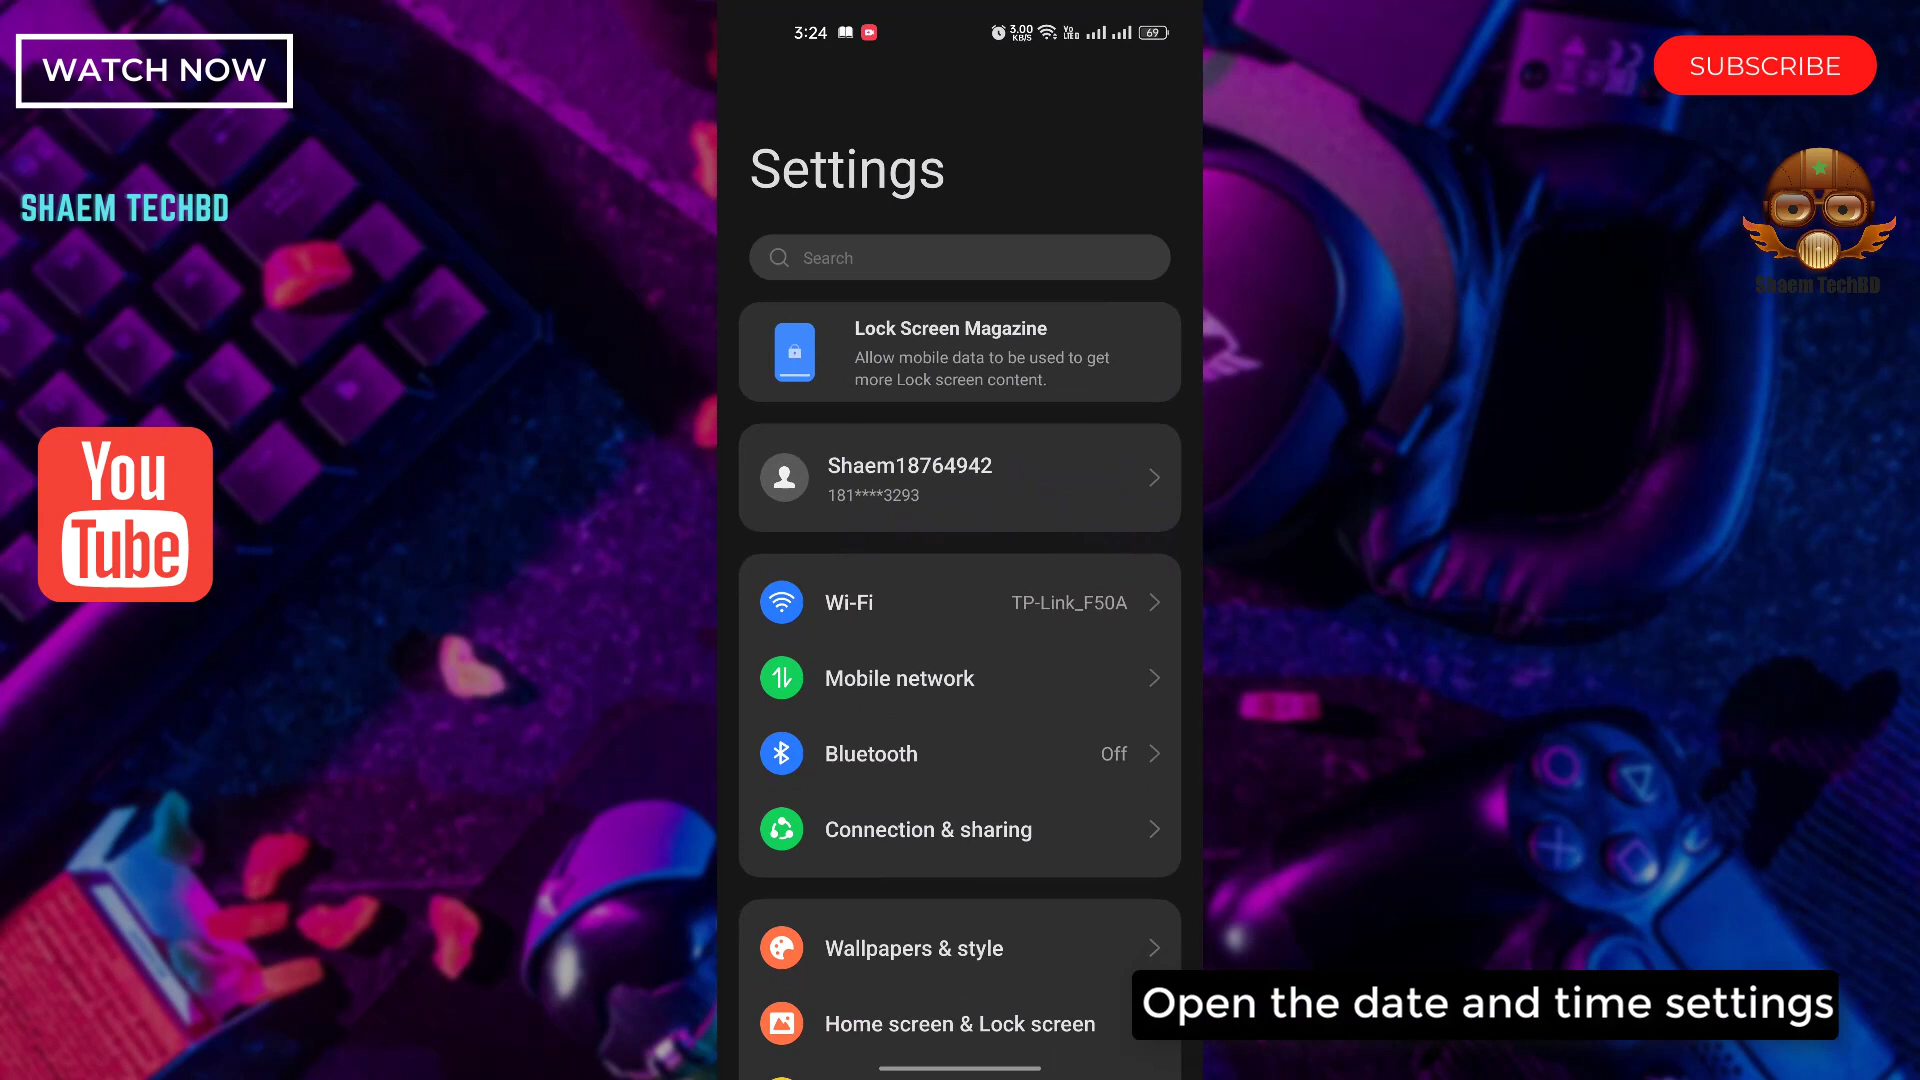 WATCH NOW
SHAEM TECHBD
You
Tube
3:24
3.00
KB/S
VO
LTE
69
Settings
Search
Lock Screen Magazine
Allow mobile data to be used to get
more Lock screen content.
Shaem18764942
181****3293
Wi-Fi
TP-Link_F50A
Mobile network
Bluetooth
Off
Connection & sharing
Wallpapers & style
Home screen & Lock screen
SUBSCRIBE
Shaem TechBD
Open the date and time settings